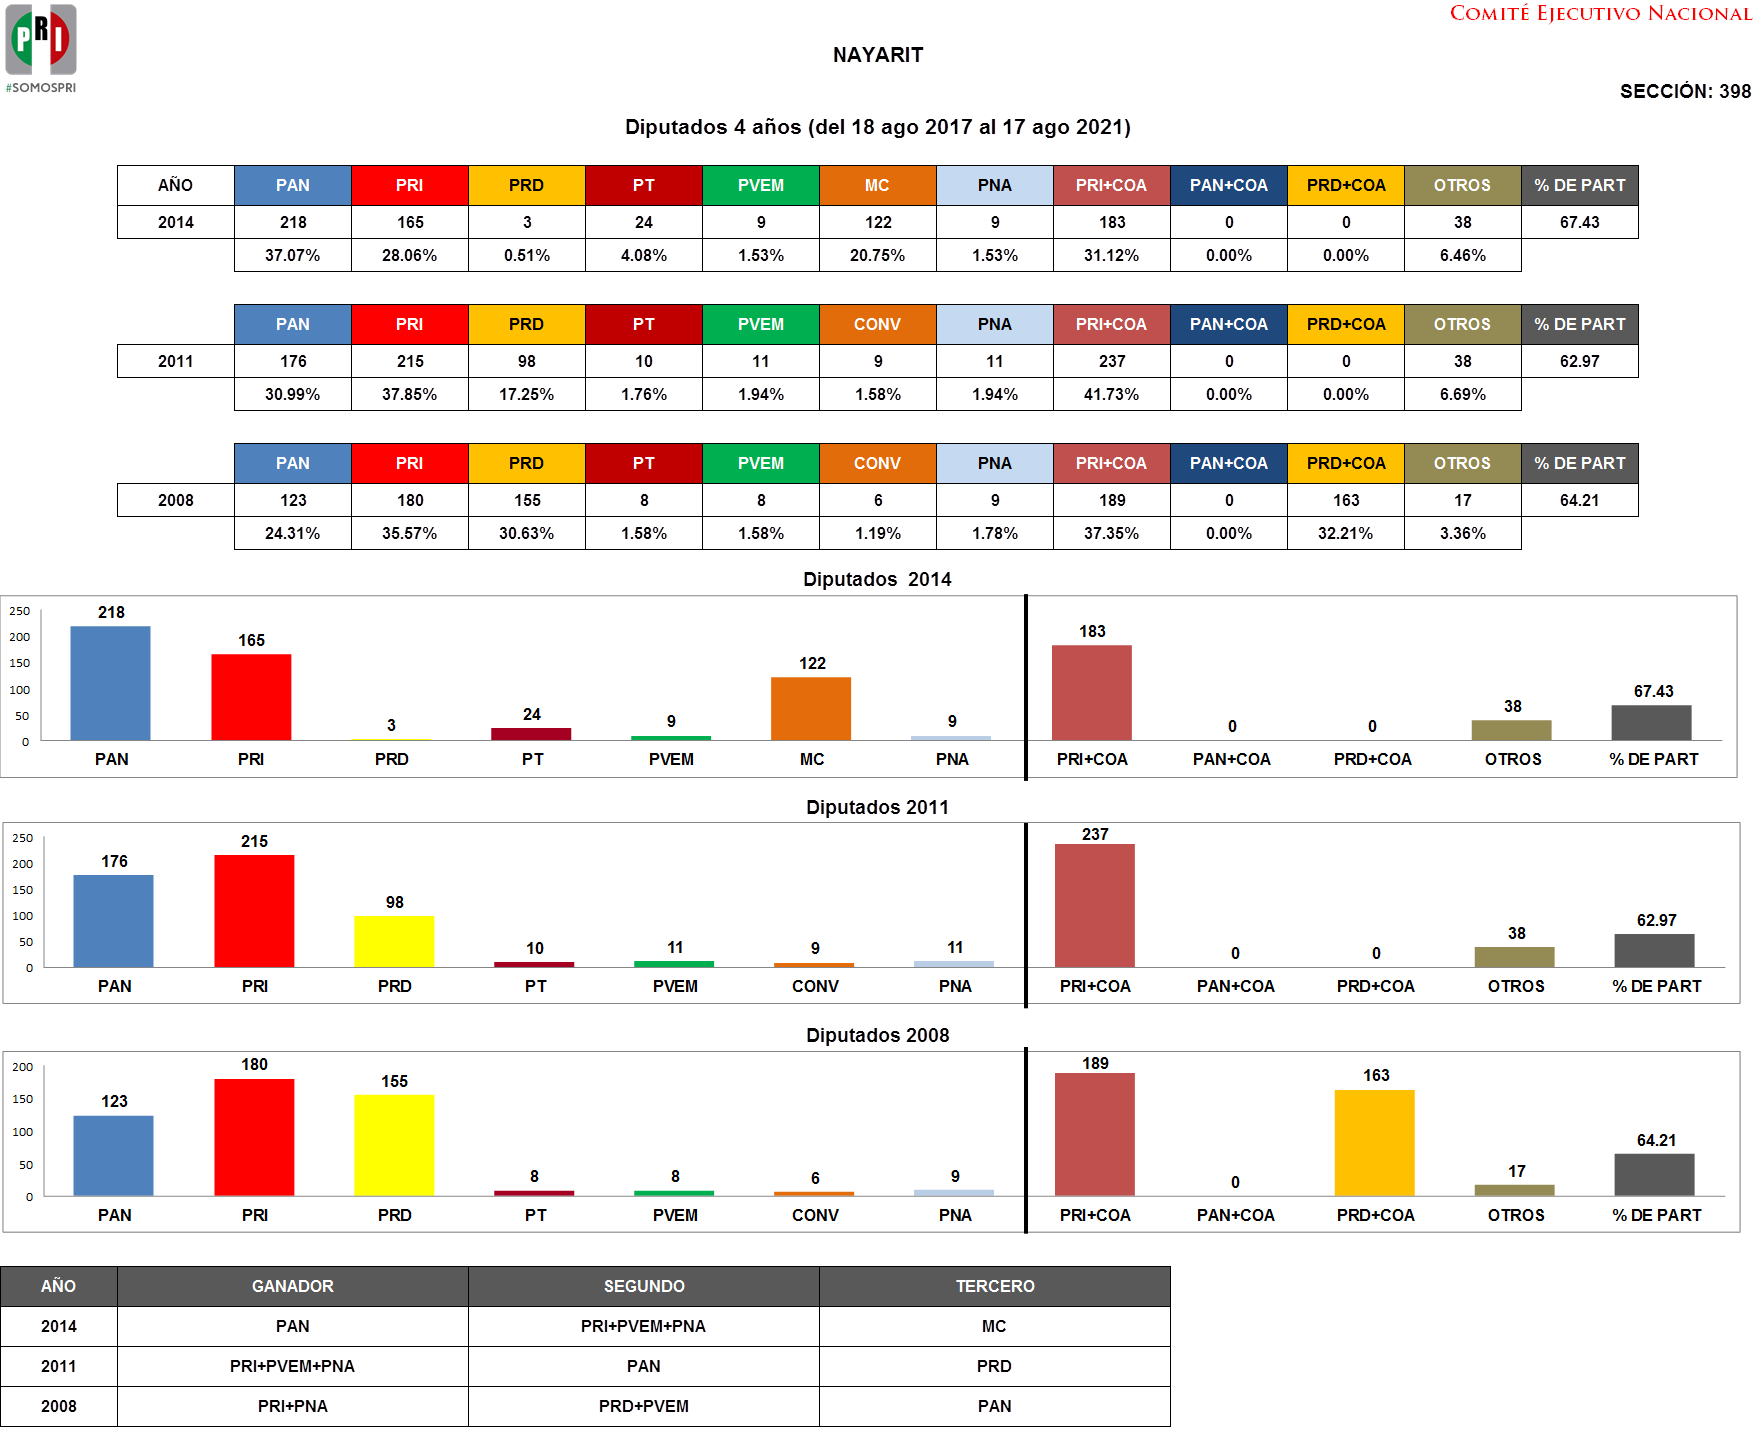 PRI
#SOMOSPRI
COMITÉ EJECUTIVO NACIONAL
NAYARIT
SECCIÓN: 398
Diputados 4 años (del 18 ago 2017 al 17 ago 2021)
AÑO PAN PRI PRD PT PVEM MC PNA PRI+COA PAN+COA PRD+COA OTROS % DE PART
2014 218 165 3 24 9 122 9 183 0 0 38 67.43
37.07% 28.06% 0.51% 4.08% 1.53% 20.75% 1.53% 31.12% 0.00% 0.00% 6.46%
PAN PRI PRD PT PVEM CONV PNA PRI+COA PAN+COA PRD+COA OTROS % DE PART
2011 176 215 98 10 11 9 11 237 0 0 38 62.97
30.99% 37.85% 17.25% 1.76% 1.94% 1.58% 1.94% 41.73% 0.00% 0.00% 6.69%
PAN PRI PRD PT PVEM CONV PNA PRI+COA PAN+COA PRD+COA OTROS % DE PART
2008 123 180 155 8 8 6 9 189 0 163 17 64.21
24.31% 35.57% 30.63% 1.58% 1.58% 1.19% 1.78% 37.35% 0.00% 32.21% 3.36%
Diputados 2014
250
200
150
100
50
0
218 165 3 24 9 122 9 183 0 0 38 67.43
PAN PRI PRD PT PVEM MC PNA PRI+COA PAN+COA PRD+COA OTROS % DE PART
Diputados 2011
250
200
150
100
50
0
176 215 98 10 11 9 11 237 0 0 38 62.97
PAN PRI PRD PT PVEM CONV PNA PRI+COA PAN+COA PRD+COA OTROS % DE PART
Diputados 2008
200
150
100
50
0
123 180 155 8 8 6 9 189 0 163 17 64.21
PAN PRI PRD PT PVEM CONV PNA PRI+COA PAN+COA PRD+COA OTROS % DE PART
AÑO GANADOR SEGUNDO TERCERO
2014 PAN PRI+PVEM+PNA MC
2011 PRI+PVEM+PNA PAN PRD
2008 PRI+PNA PRD+PVEM PAN